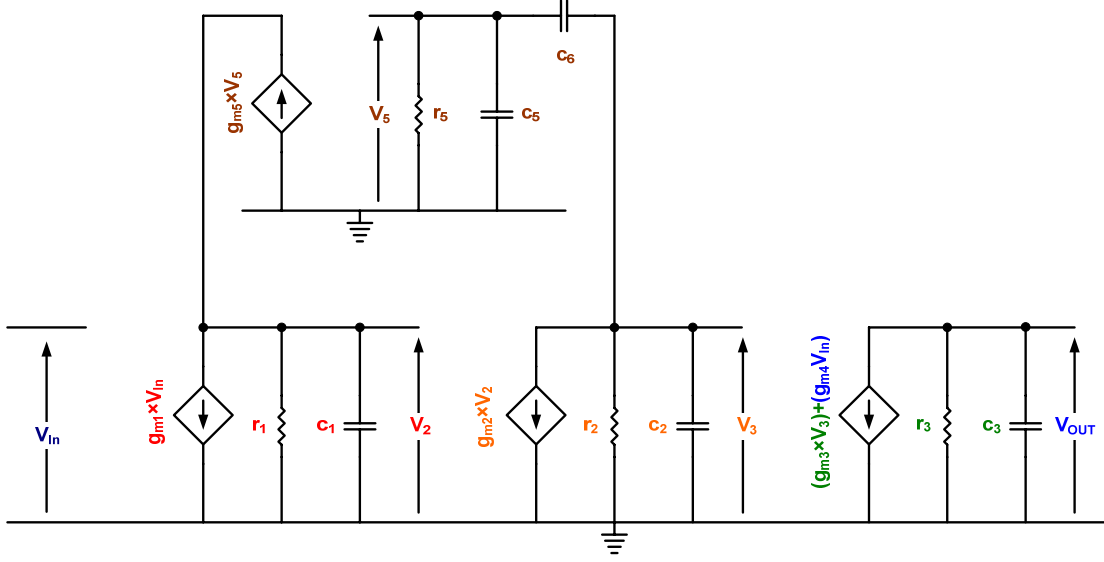 c6
gm5×V5
V5
r5
c5
VIn
gm1×VIn
r1
c1
V2
gm2×V2
r2
c2
V3
(gm3×V3)+(gm4VIn)
r3
c3
VOUT